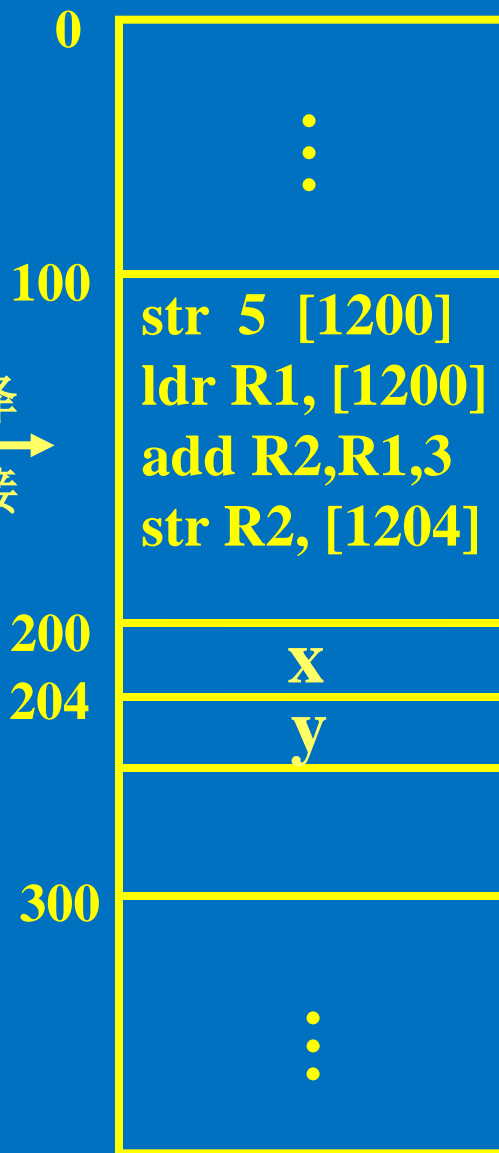 0
100
str 5 [1200]
ldr R1, [1200]
add R2,R1,3
str R2, [1204]
200
x
204
y
300